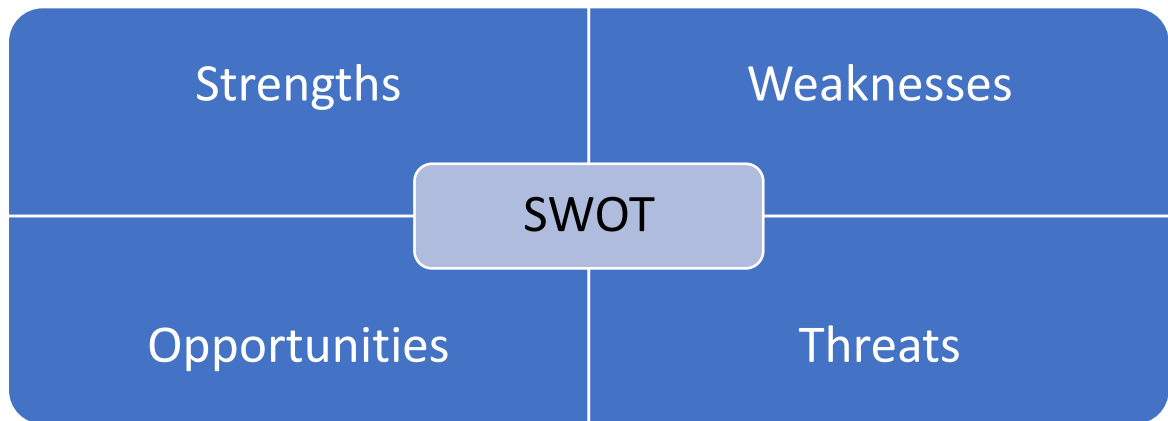 Strengths
Weaknesses
SWOT
Opportunities
Threats